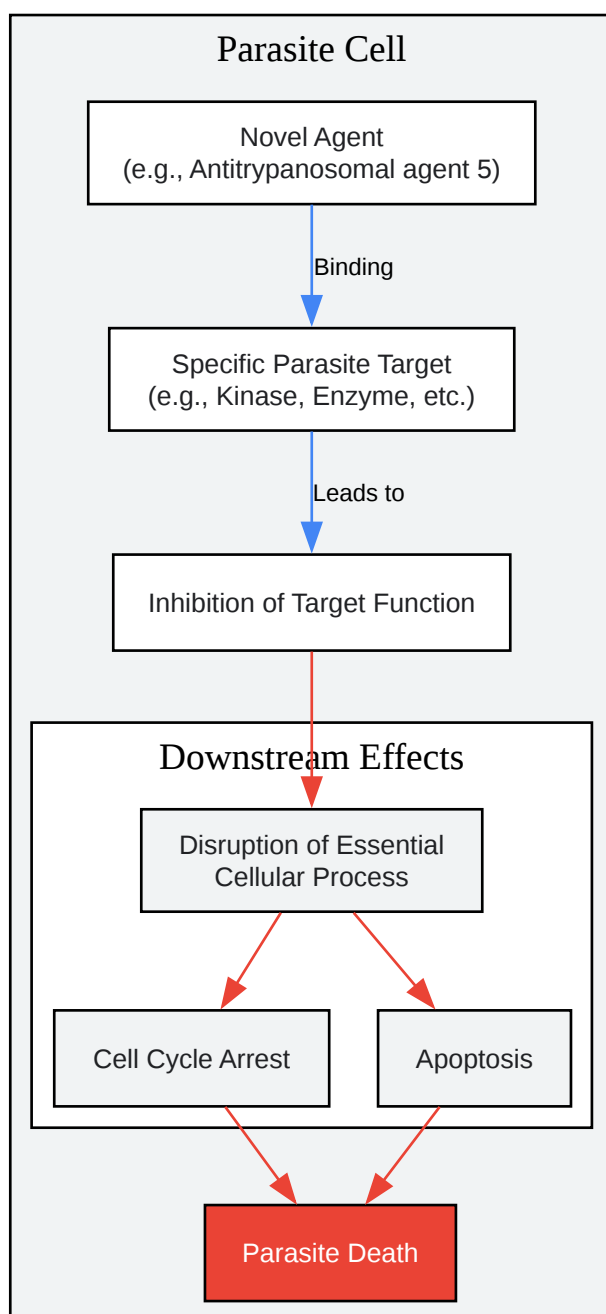 Parasite Cell
Novel Agent
(e.g., Antitrypanosomal agent 5)
Binding
Specific Parasite Target
(e.g., Kinase, Enzyme, etc.)
Leads to
Inhibition of Target Function
Downstream Effects
Disruption of Essential
Cellular Process
Cell Cycle Arrest
Apoptosis
Parasite Death